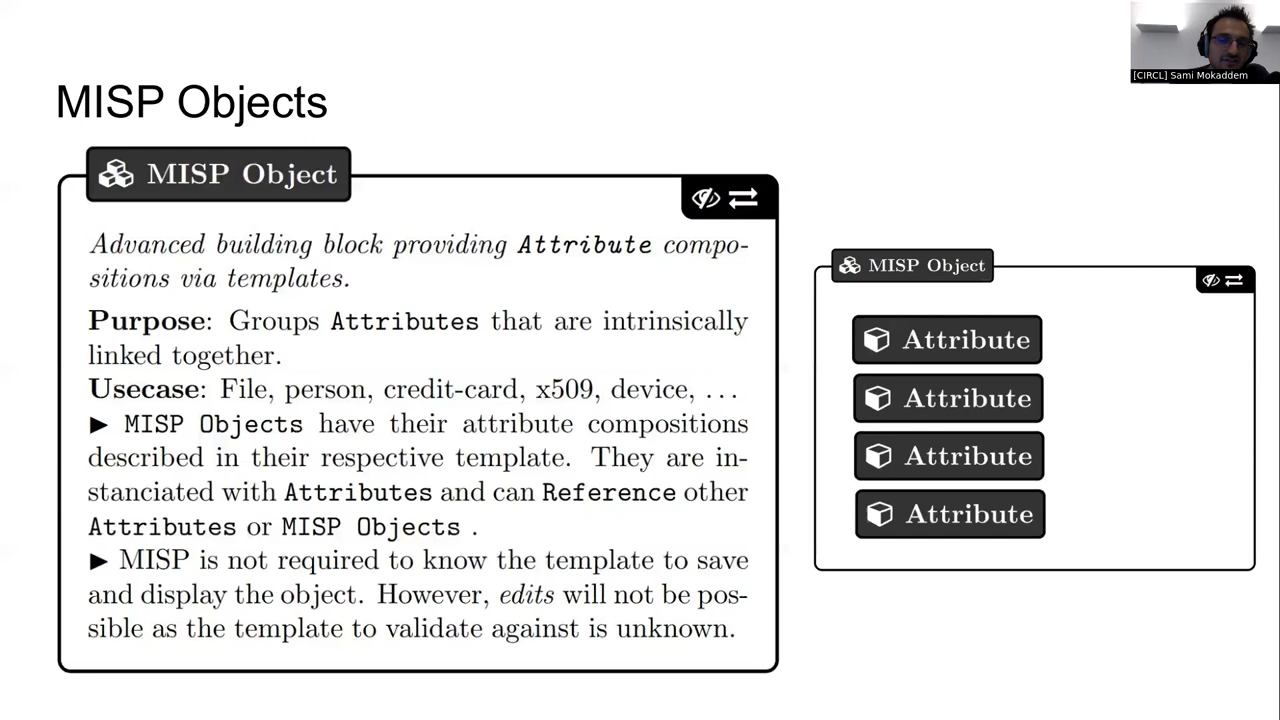 [CIRCL] Sami Mokaddem
MISP Objects
MISP Object
Advanced building block providing Attribute compo-
sitions via templates.
Purpose: Groups Attributes that are intrinsically
linked together.
Usecase: File, person, credit-card, x509, device, ...
► MISP Objects have their attribute compositions
described in their respective template. They are in-
stanciated with Attributes and can Reference other
Attributes or MISP Objects .
► MISP is not required to know the template to save
and display the object. However, edits will not be pos-
sible as the template to validate against is unknown.
MISP Object
Attribute
Attribute
Attribute
Attribute